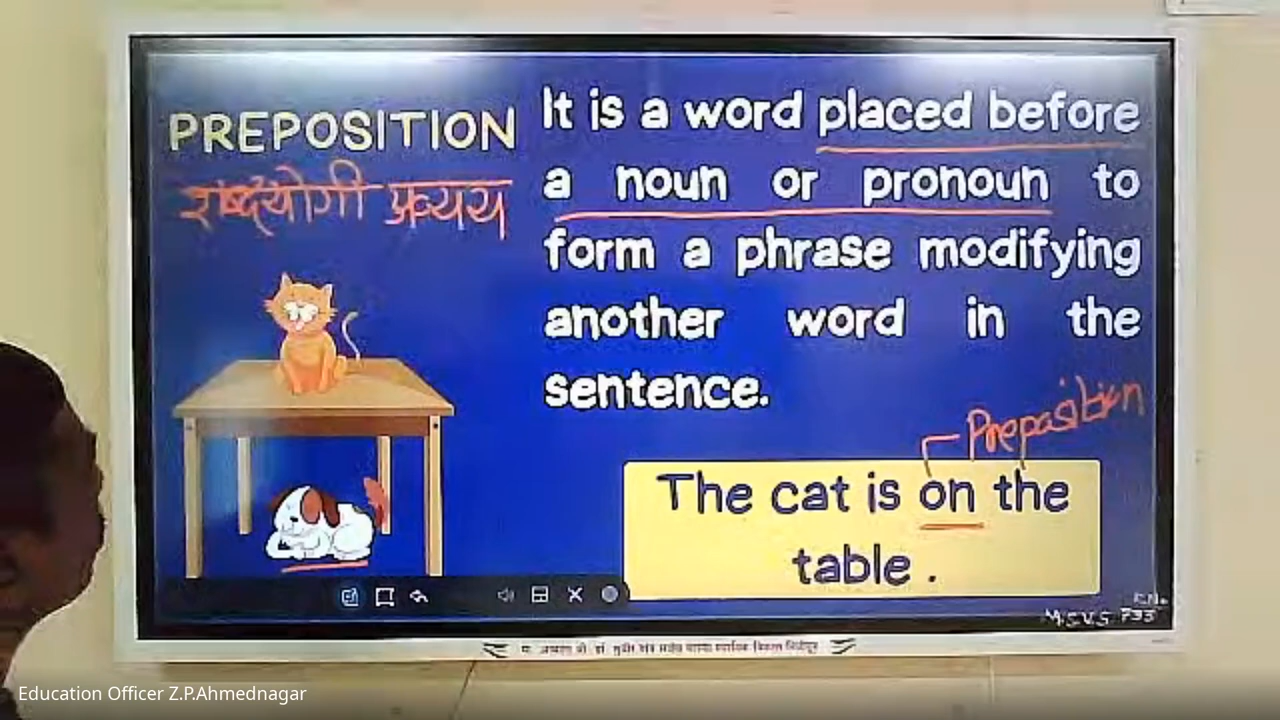 PREPOSITION
शब्दयोगी अव्यय
It is a word placed before
a noun or pronoun to
form a phrase modifying
another word in the
sentence.
Preposition
The cat is on the
table .
M.S.V.S
Education Officer Z.P.Ahmednagar